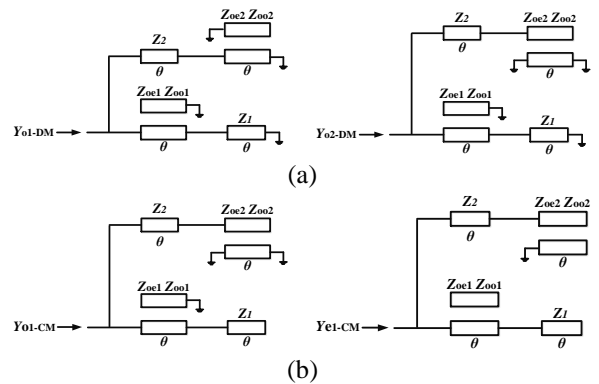 Zoe2 Zoo2
Z2
θ
θ
Zoe1 Zoo1
Z1
Yo1-DM
θ
θ
Zoe2 Zoo2
Z2
θ
θ
Zoe1 Zoo1
Z1
Yo2-DM
θ
θ
(a)
Z2
Zoe2 Zoo2
θ
θ
Zoe1 Zoo1
Z1
YO1-CM
θ
θ
Z2
Zoe2 Zoo2
θ
θ
Zoe1 Zoo1
Z1
Ye1-CM
θ
θ
(b)